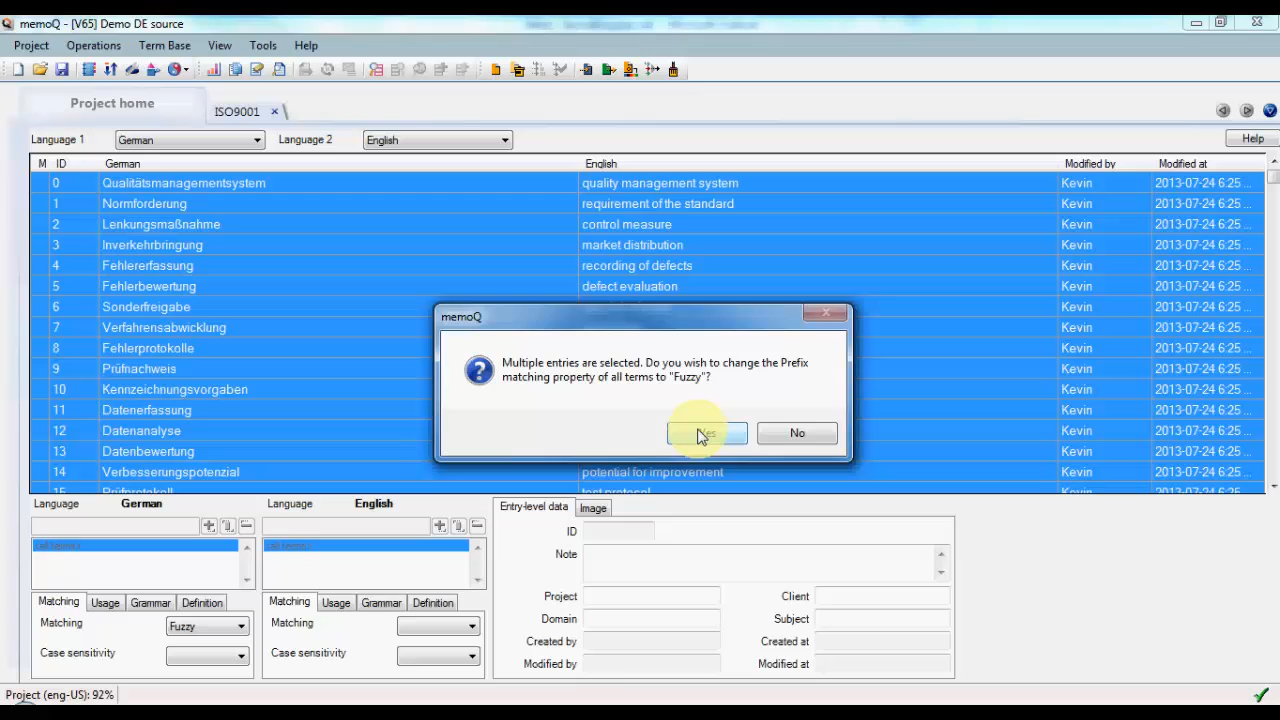 memoQ - [V65] Demo DE source
Project Operations Term Base View Tools Help
Project home
ISO9001
Language 1 German Language 2 English
Help
M ID German English Modified by Modified at
0 Qualitätsmanagementsystem quality management system Kevin 2013-07-24 6:25 ...
1 Normforderung requirement of the standard Kevin 2013-07-24 6:25 ...
2 Lenkungsmaßnahme control measure Kevin 2013-07-24 6:25 ...
3 Inverkehrbringung market distribution Kevin 2013-07-24 6:25 ...
4 Fehlererfassung recording of defects Kevin 2013-07-24 6:25 ...
5 Fehlerbewertung defect evaluation Kevin 2013-07-24 6:25 ...
6 Sonderfreigabe Kevin 2013-07-24 6:25 ...
7 Verfahrensabwicklung Kevin 2013-07-24 6:25 ...
8 Fehlerprotokolle Kevin 2013-07-24 6:25 ...
9 Prüfnachweis Kevin 2013-07-24 6:25 ...
10 Kennzeichnungsvorgaben Kevin 2013-07-24 6:25 ...
11 Datenerfassung Kevin 2013-07-24 6:25 ...
12 Datenanalyse Kevin 2013-07-24 6:25 ...
13 Datenbewertung Kevin 2013-07-24 6:25 ...
14 Verbesserungspotenzial potential for improvement Kevin 2013-07-24 6:25 ...
15 Prüfprotokoll test protocol Kevin 2013-07-24 6:25 ...
memoQ
Multiple entries are selected. Do you wish to change the Prefix
matching property of all terms to "Fuzzy"?
Yes No
Language German Language English
Entry-level data Image
ID
Note
Project Client
Domain Subject
Created by Created at
Modified by Modified at
Matching Usage Grammar Definition Matching Usage Grammar Definition
Matching Fuzzy Matching
Case sensitivity Case sensitivity
Project (eng-US): 92%